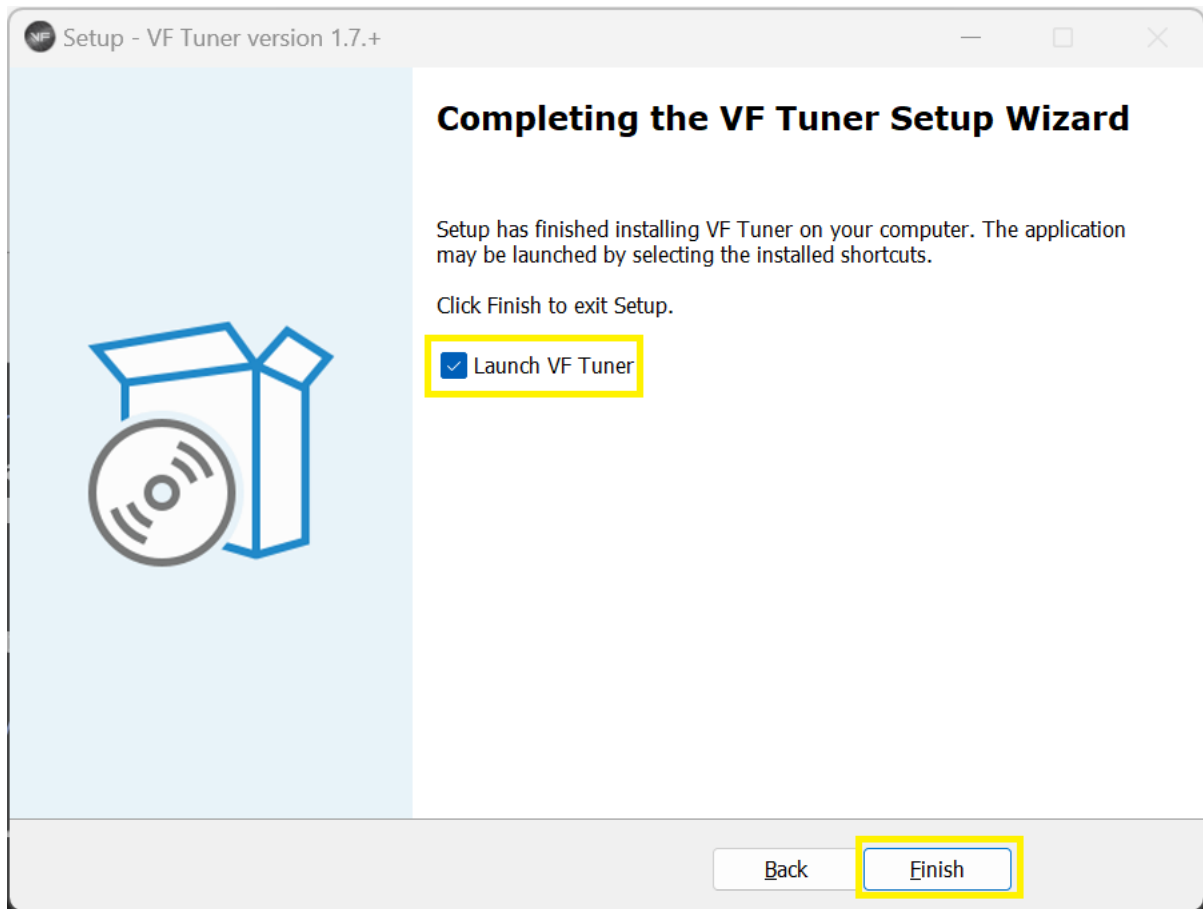 VF Setup - VF Tuner version 1.7.+
Completing the VF Tuner Setup Wizard
Setup has finished installing VF Tuner on your computer. The application
may be launched by selecting the installed shortcuts.
Click Finish to exit Setup.
Launch VF Tuner
Back Finish